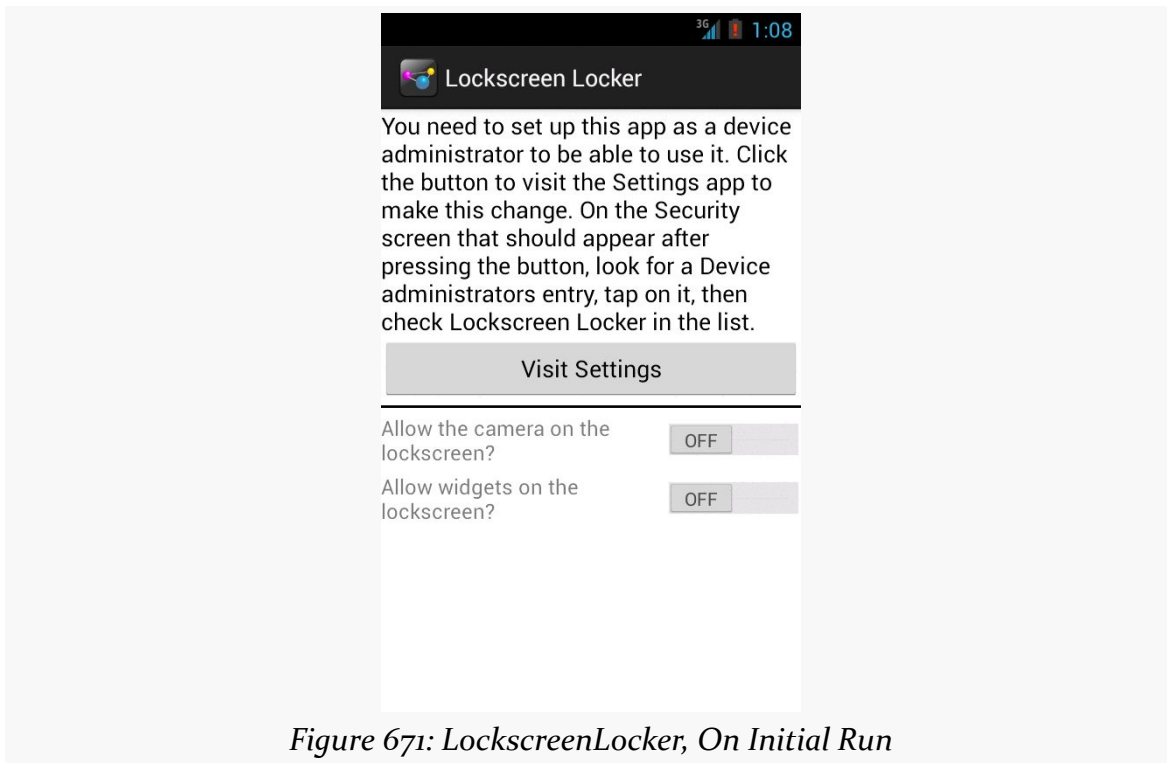 3G 1:08
Lockscreen Locker
You need to set up this app as a device
administrator to be able to use it. Click
the button to visit the Settings app to
make this change. On the Security
screen that should appear after
pressing the button, look for a Device
administrators entry, tap on it, then
check Lockscreen Locker in the list.
Visit Settings
Allow the camera on the
lockscreen?
OFF
Allow widgets on the
lockscreen?
OFF
Figure 671: LockscreenLocker, On Initial Run